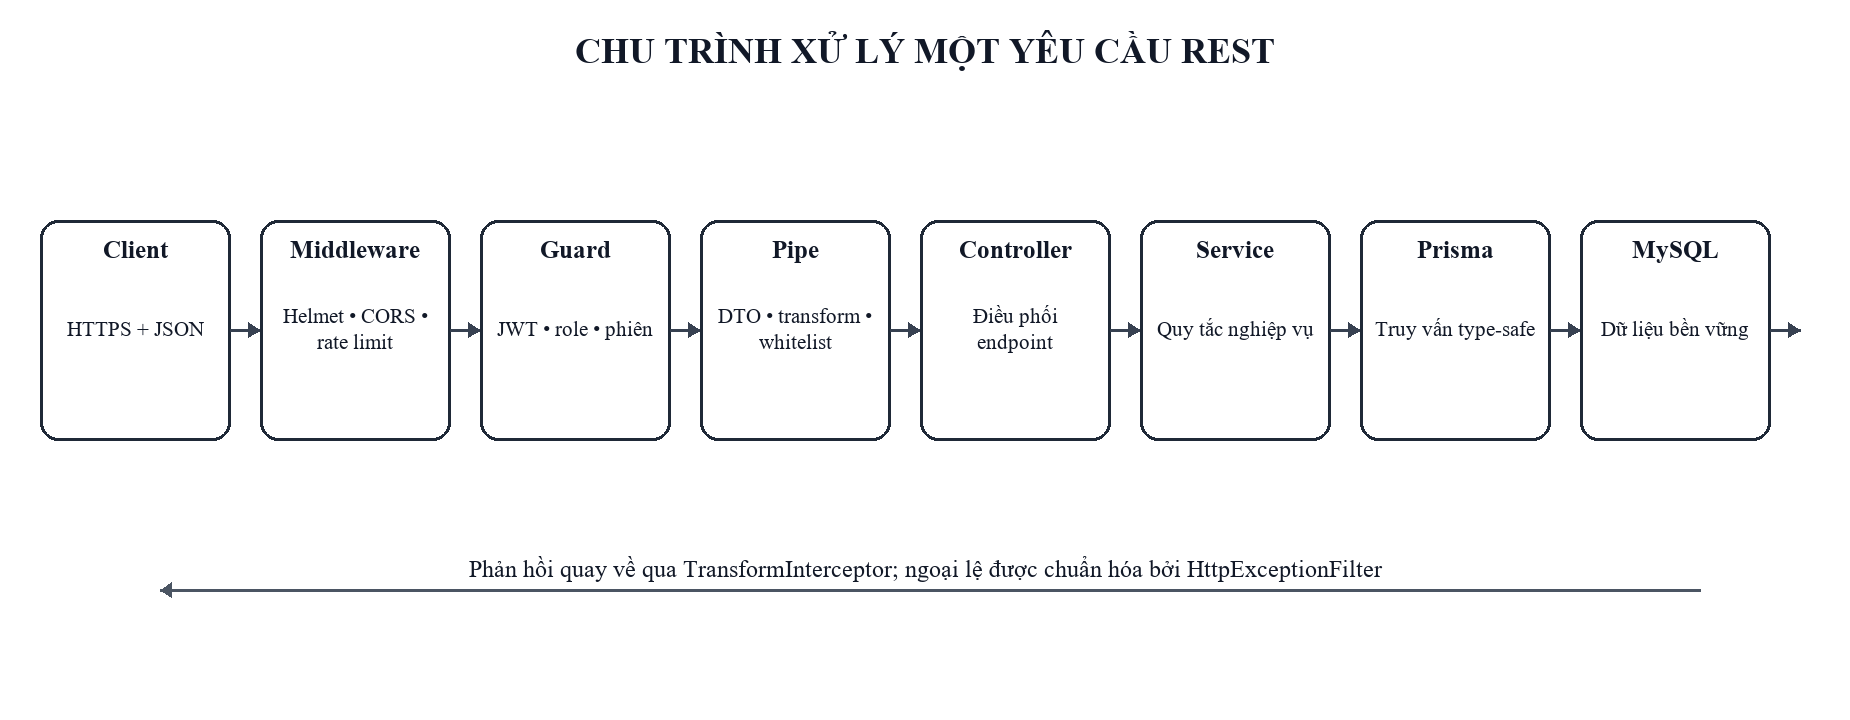 CHU TRÌNH XỬ LÝ MỘT YÊU CẦU REST
Client
HTTPS + JSON
Middleware
Helmet • CORS •
rate limit
Guard
JWT • role • phiên
Pipe
DTO • transform •
whitelist
Controller
Điều phối
endpoint
Service
Quy tắc nghiệp vụ
Prisma
Truy vấn type-safe
MySQL
Dữ liệu bền vững
Phản hồi quay về qua TransformInterceptor; ngoại lệ được chuẩn hóa bởi HttpExceptionFilter